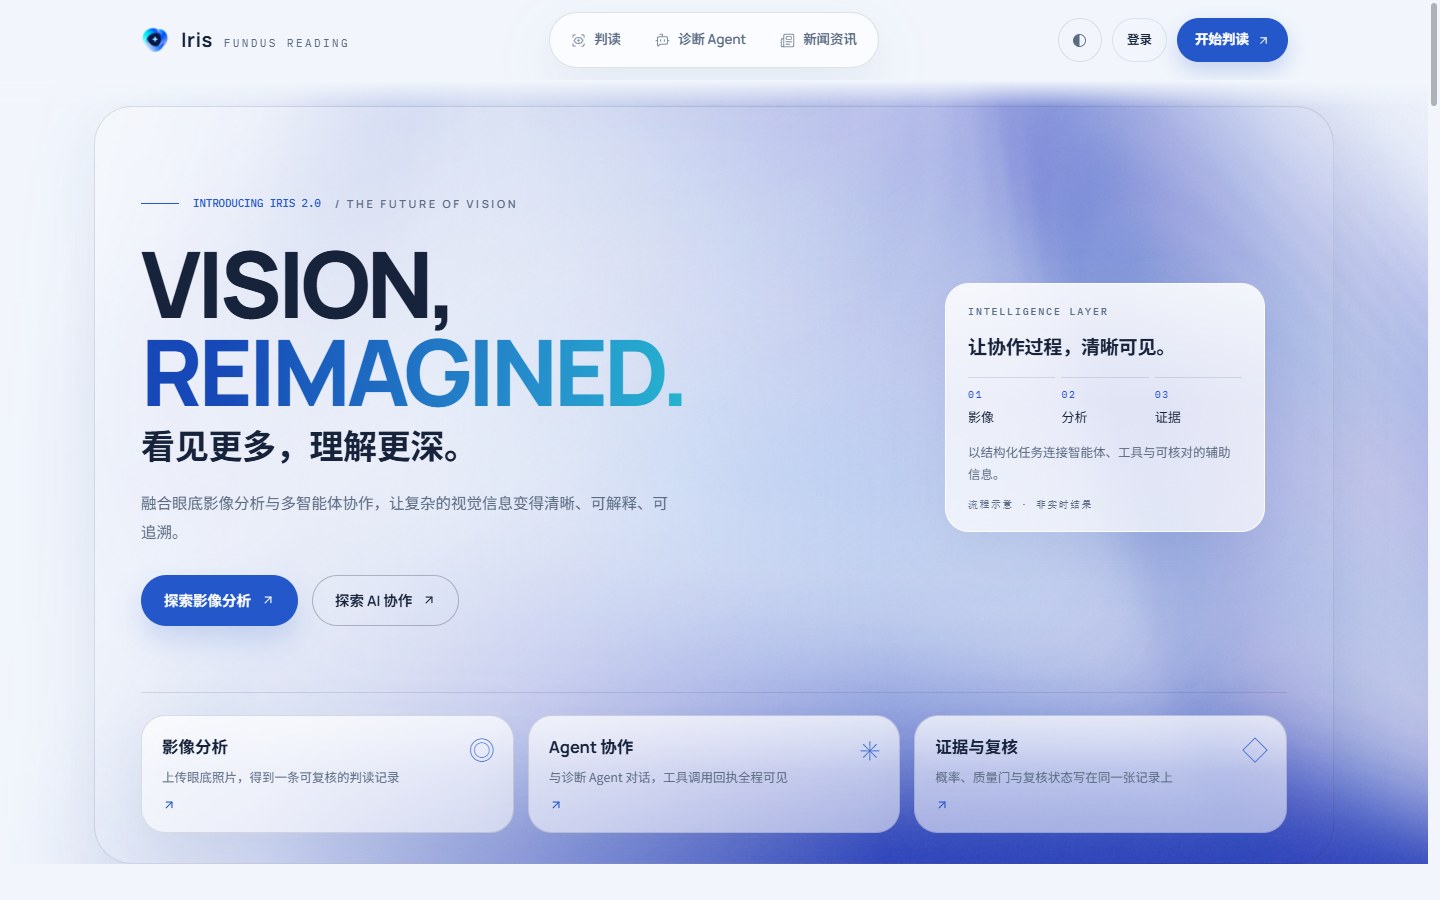 Iris FUNDUS READING
判读
诊断 Agent
新闻资讯
登录
开始判读
INTRODUCING IRIS 2.0 / THE FUTURE OF VISION
VISION,
REIMAGINED.
看见更多，理解更深。
融合眼底影像分析与多智能体协作，让复杂的视觉信息变得清晰、可解释、可
追溯。
探索影像分析
探索 AI 协作
INTELLIGENCE LAYER
让协作过程，清晰可见。
01 02 03
影像 分析 证据
以结构化任务连接智能体、工具与可核对的辅助
信息。
流程示意 · 非实时结果
影像分析
上传眼底照片，得到一条可复核的判读记录
Agent 协作
与诊断 Agent 对话，工具调用回执全程可见
证据与复核
概率、质量门与复核状态写在同一张记录上